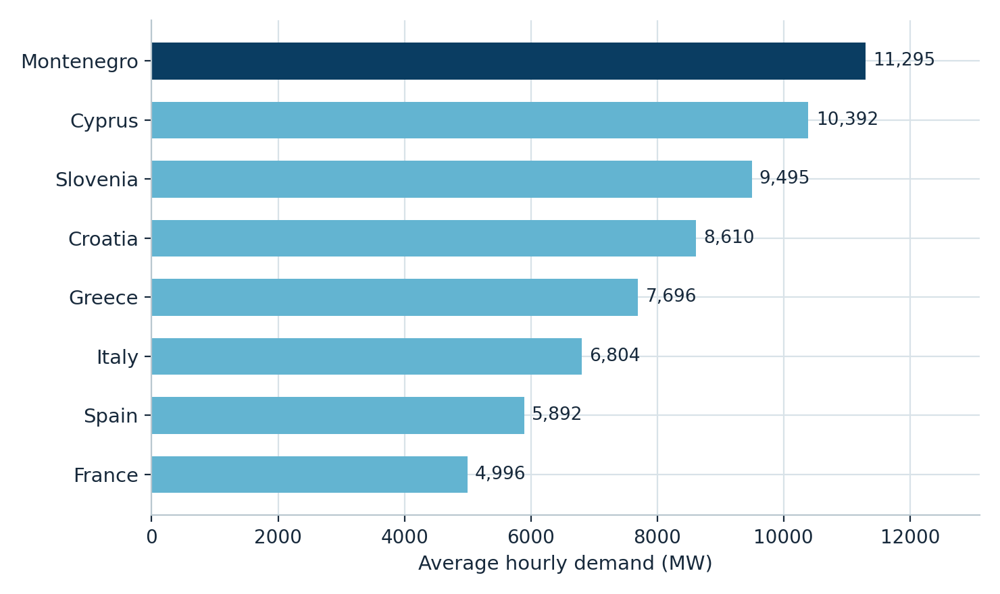 Montenegro 11,295
Cyprus 10,392
Slovenia 9,495
Croatia 8,610
Greece 7,696
Italy 6,804
Spain 5,892
France 4,996
0 2000 4000 6000 8000 10000 12000
Average hourly demand (MW)